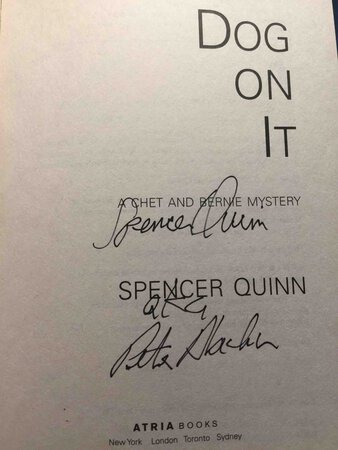 DOG
ON
IT
A CHET AND BERNIE MYSTERY
Spencer Quinn
SPENCER QUINN
aka
Peter
ATRIA BOOKS
New York London Toronto Sydney